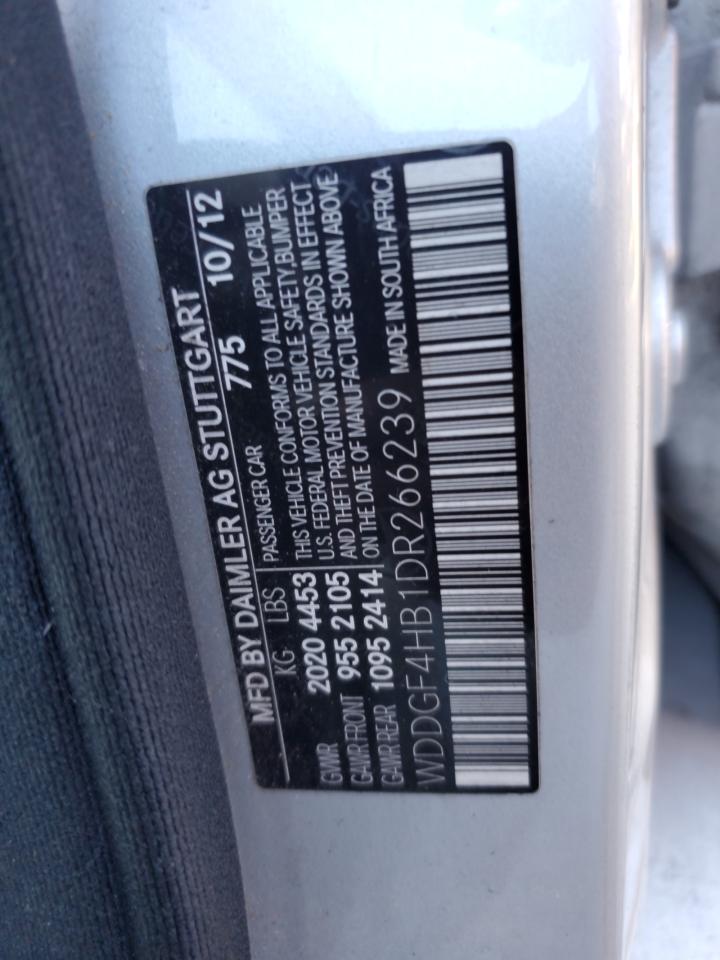 MFD BY DAIMLER AG STUTTGART
775 10/12
KG LBS PASSENGER CAR
GVWR 2020 4453
GAWR FRONT 955 2105
GAWR REAR 1095 2414
THIS VEHICLE CONFORMS TO ALL APPLICABLE
U.S. FEDERAL MOTOR VEHICLE SAFETY, BUMPER
AND THEFT PREVENTION STANDARDS IN EFFECT
ON THE DATE OF MANUFACTURE SHOWN ABOVE
WDDGF4HB1DR266239 MADE IN SOUTH AFRICA